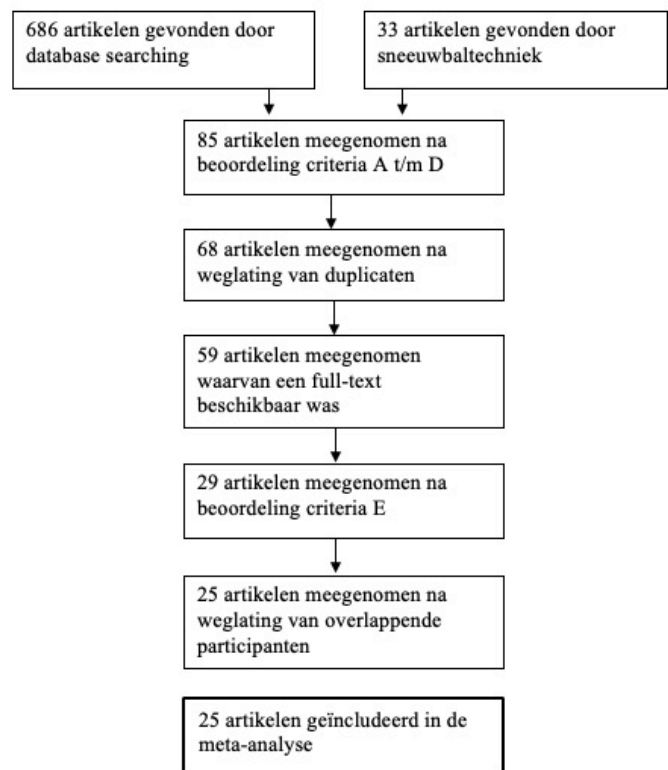 686 artikelen gevonden door
database searching
33 artikelen gevonden door
sneeuwbaltechniek
85 artikelen meegenomen na
beoordeling criteria A t/m D
68 artikelen meegenomen na
weglating van duplicaten
59 artikelen meegenomen
waarvan een full-text
beschikbaar was
29 artikelen meegenomen na
beoordeling criteria E
25 artikelen meegenomen na
weglating van overlappende
participanten
25 artikelen geïncludeerd in de
meta-analyse